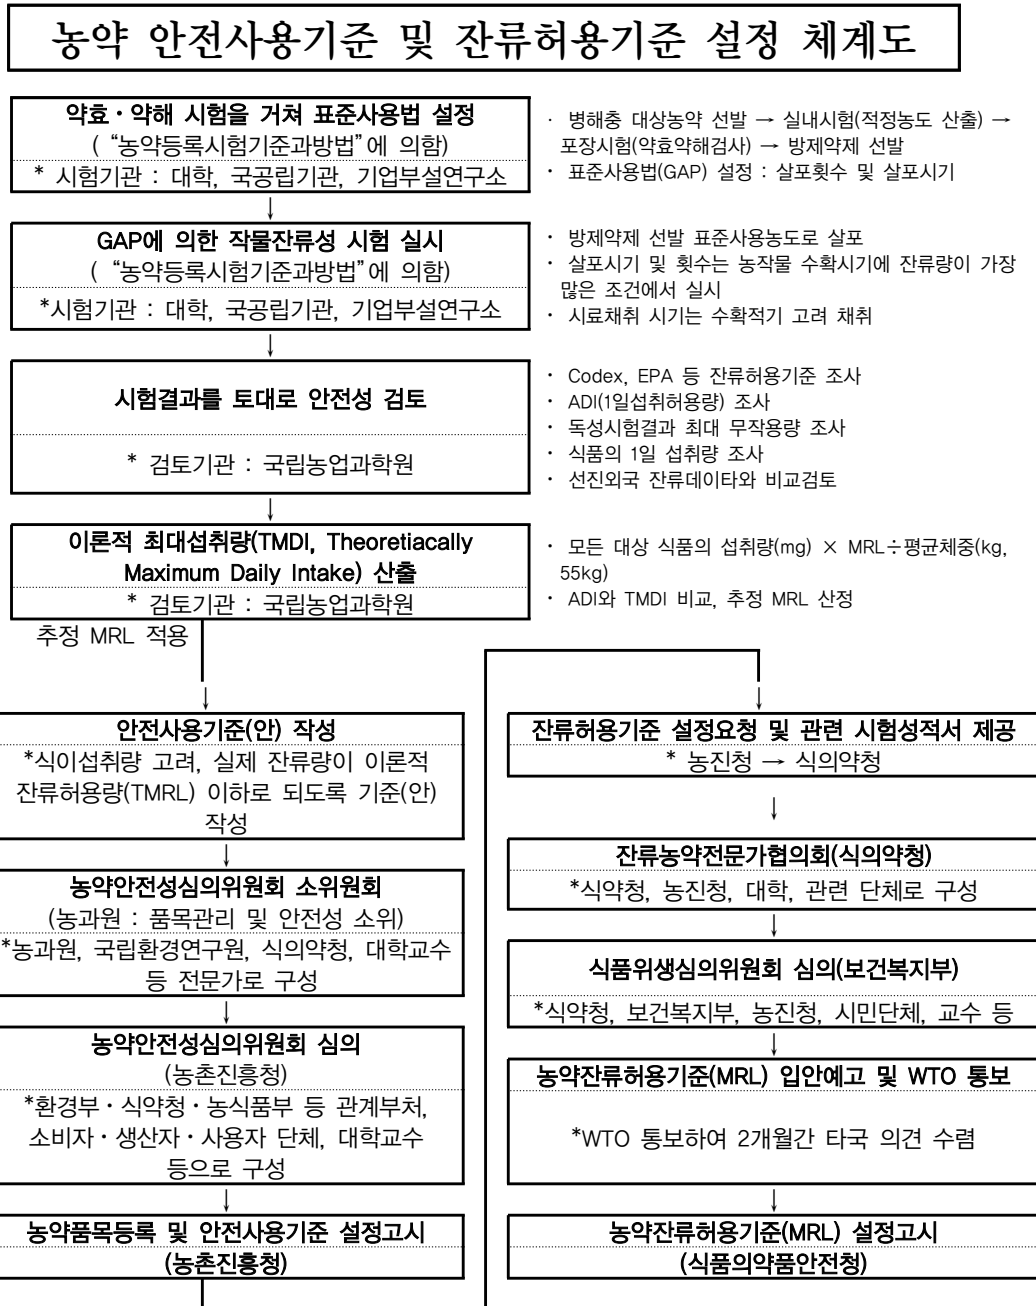 농약 안전사용기준 및 잔류허용기준 설정 체계도
약효·약해 시험을 거쳐 표준사용법 설정
( “농약등록시험기준과방법”에 의함)
* 시험기관 : 대학, 국공립기관, 기업부설연구소
· 병해충 대상농약 선발 → 실내시험(적정농도 산출) →
포장시험(약효약해검사) → 방제약제 선발
· 표준사용법(GAP) 설정 : 살포횟수 및 살포시기
↓
GAP에 의한 작물잔류성 시험 실시
( “농약등록시험기준과방법”에 의함)
*시험기관 : 대학, 국공립기관, 기업부설연구소
· 방제약제 선발 표준사용농도로 살포
· 살포시기 및 횟수는 농작물 수확시기에 잔류량이 가장
많은 조건에서 실시
· 시료채취 시기는 수확적기 고려 채취
↓
시험결과를 토대로 안전성 검토
* 검토기관 : 국립농업과학원
· Codex, EPA 등 잔류허용기준 조사
· ADI(1일섭취허용량) 조사
· 독성시험결과 최대 무작용량 조사
· 식품의 1일 섭취량 조사
· 선진외국 잔류데이타와 비교검토
↓
이론적 최대섭취량(TMDI, Theoretiacally
Maximum Daily Intake) 산출
* 검토기관 : 국립농업과학원
· 모든 대상 식품의 섭취량(mg) × MRL÷평균체중(kg,
55kg)
· ADI와 TMDI 비교, 추정 MRL 산정
추정 MRL 적용
↓
안전사용기준(안) 작성
*식이섭취량 고려, 실제 잔류량이 이론적
잔류허용량(TMRL) 이하로 되도록 기준(안)
작성
↓
농약안전성심의위원회 소위원회
(농과원 : 품목관리 및 안전성 소위)
*농과원, 국립환경연구원, 식의약청, 대학교수
등 전문가로 구성
↓
농약안전성심의위원회 심의
(농촌진흥청)
*환경부·식약청·농식품부 등 관계부처,
소비자·생산자·사용자 단체, 대학교수
등으로 구성
↓
농약품목등록 및 안전사용기준 설정고시
(농촌진흥청)
↓
잔류허용기준 설정요청 및 관련 시험성적서 제공
* 농진청 → 식의약청
↓
잔류농약전문가협의회(식의약청)
*식약청, 농진청, 대학, 관련 단체로 구성
↓
식품위생심의위원회 심의(보건복지부)
*식약청, 보건복지부, 농진청, 시민단체, 교수 등
↓
농약잔류허용기준(MRL) 입안예고 및 WTO 통보
*WTO 통보하여 2개월간 타국 의견 수렴
↓
농약잔류허용기준(MRL) 설정고시
(식품의약품안전청)